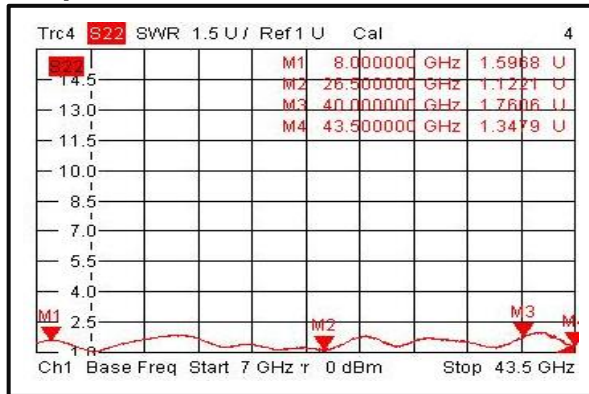 Trc4 S22 SWR 1.5 U / Ref 1 U Cal 4
S22
M1 8.000000 GHz 1.5968 U
14.5
M2 26.500000 GHz 1.1221 U
13.0
M3 40.000000 GHz 1.7606 U
M4 43.500000 GHz 1.3479 U
11.5
10.0
8.5
7.0
5.5
4.0
M1
M3
2.5
M2
1.0
Ch1 Base Freq Start 7 GHz 0 dBm Stop 43.5 GHz